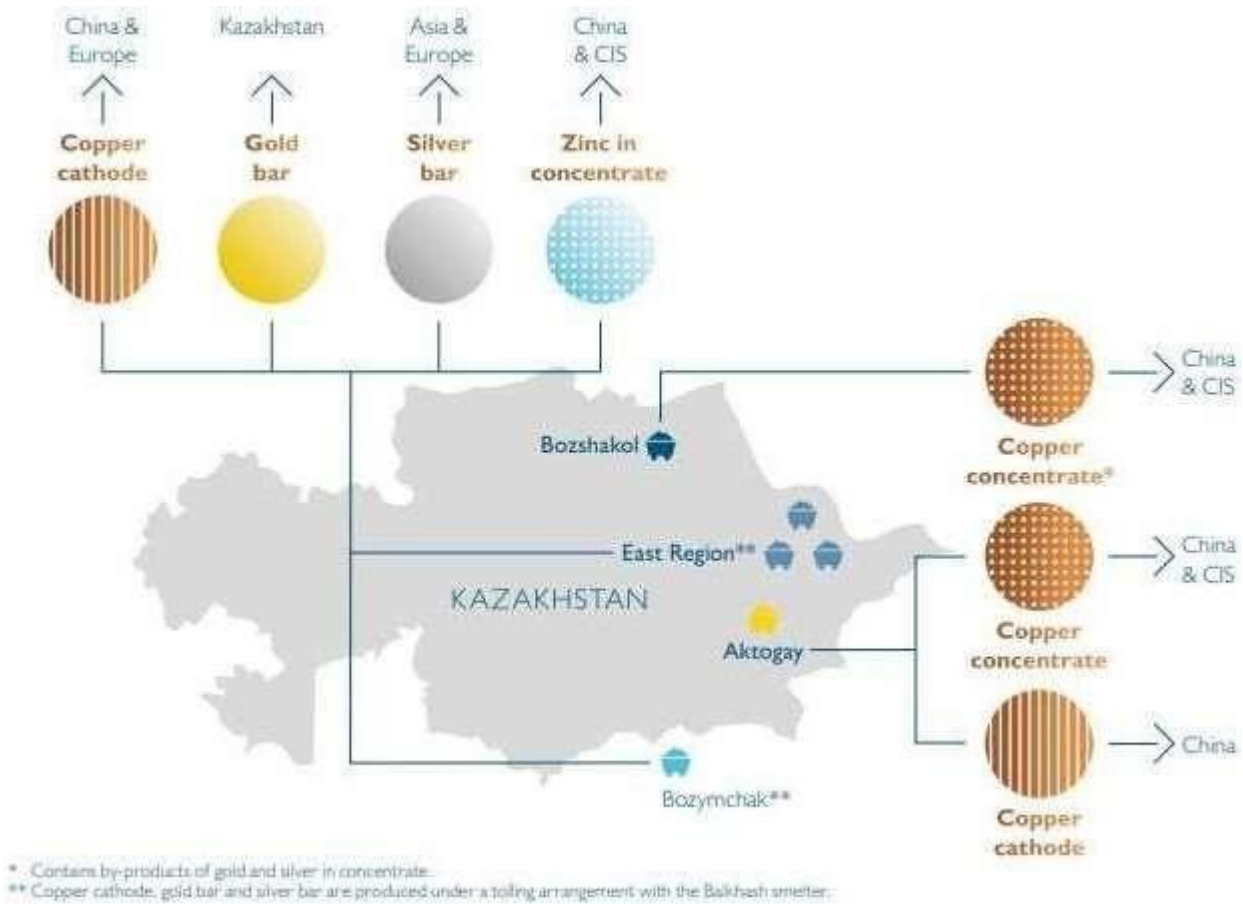 China &
Europe
Kazakhstan
Asia &
Europe
China
& CIS
Copper
cathode
Gold
bar
Silver
bar
Zinc in
concentrate
China
& CIS
Bozshakol
Copper
concentrate*
East Region**
China
& CIS
KAZAKHSTAN
Copper
concentrate
Aktogay
China
Bozymchak**
Copper
cathode
* Contains by-products of gold and silver in concentrate.
** Copper cathode, gold bar and silver bar are produced under a tolling arrangement with the Balkhash smelter.